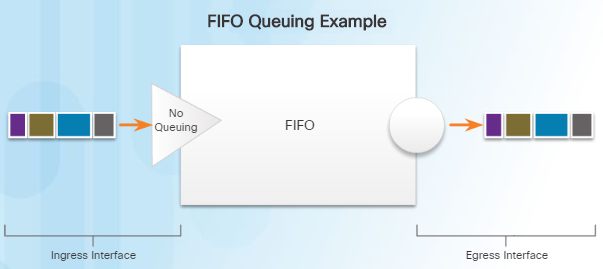 FIFO Queuing Example
No
Queuing
FIFO
Ingress Interface
Egress Interface